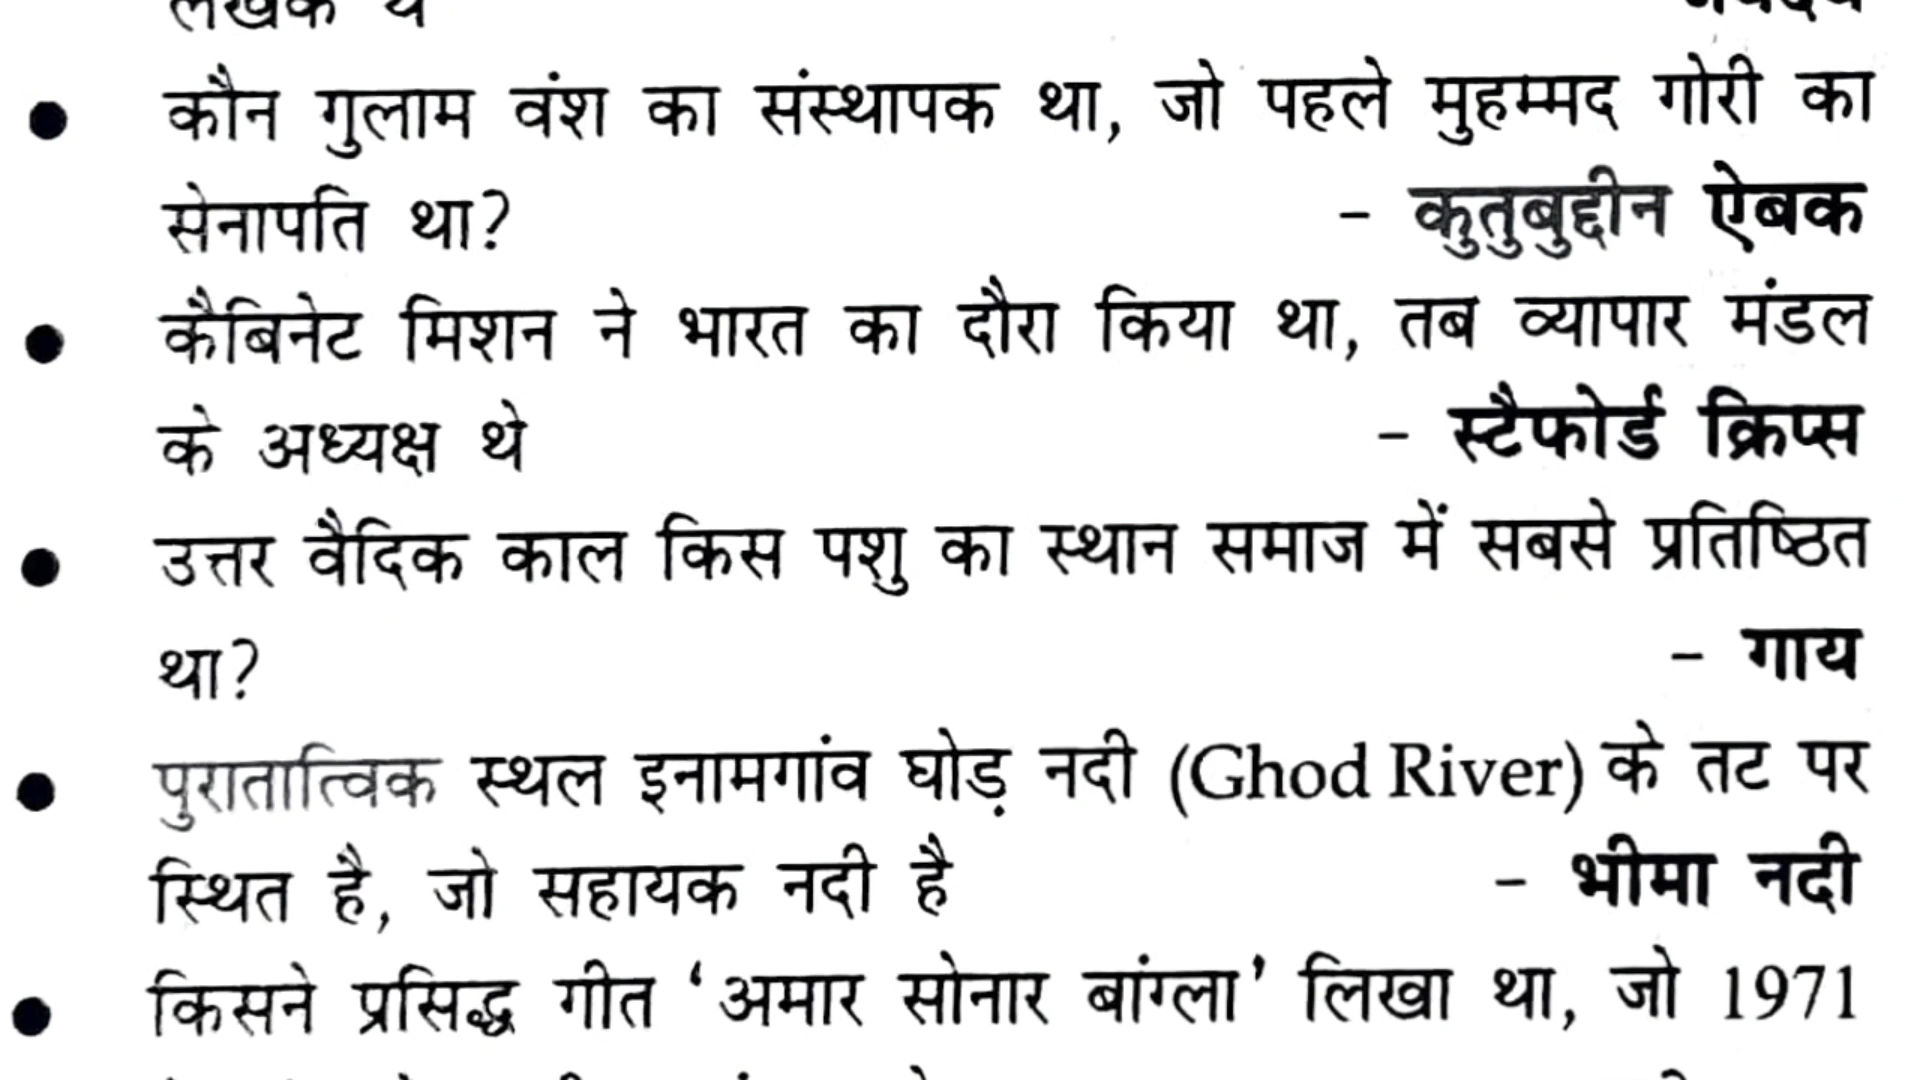 लेखक थे
● कौन गुलाम वंश का संस्थापक था, जो पहले मुहम्मद गोरी का
सेनापति था? – कुतुबुद्दीन ऐबक
● कैबिनेट मिशन ने भारत का दौरा किया था, तब व्यापार मंडल
के अध्यक्ष थे – स्टैफोर्ड क्रिप्स
● उत्तर वैदिक काल किस पशु का स्थान समाज में सबसे प्रतिष्ठित
था? – गाय
● पुरातात्विक स्थल इनामगांव घोड़ नदी (Ghod River) के तट पर
स्थित है, जो सहायक नदी है – भीमा नदी
● किसने प्रसिद्ध गीत ‘अमार सोनार बांग्ला’ लिखा था, जो 1971